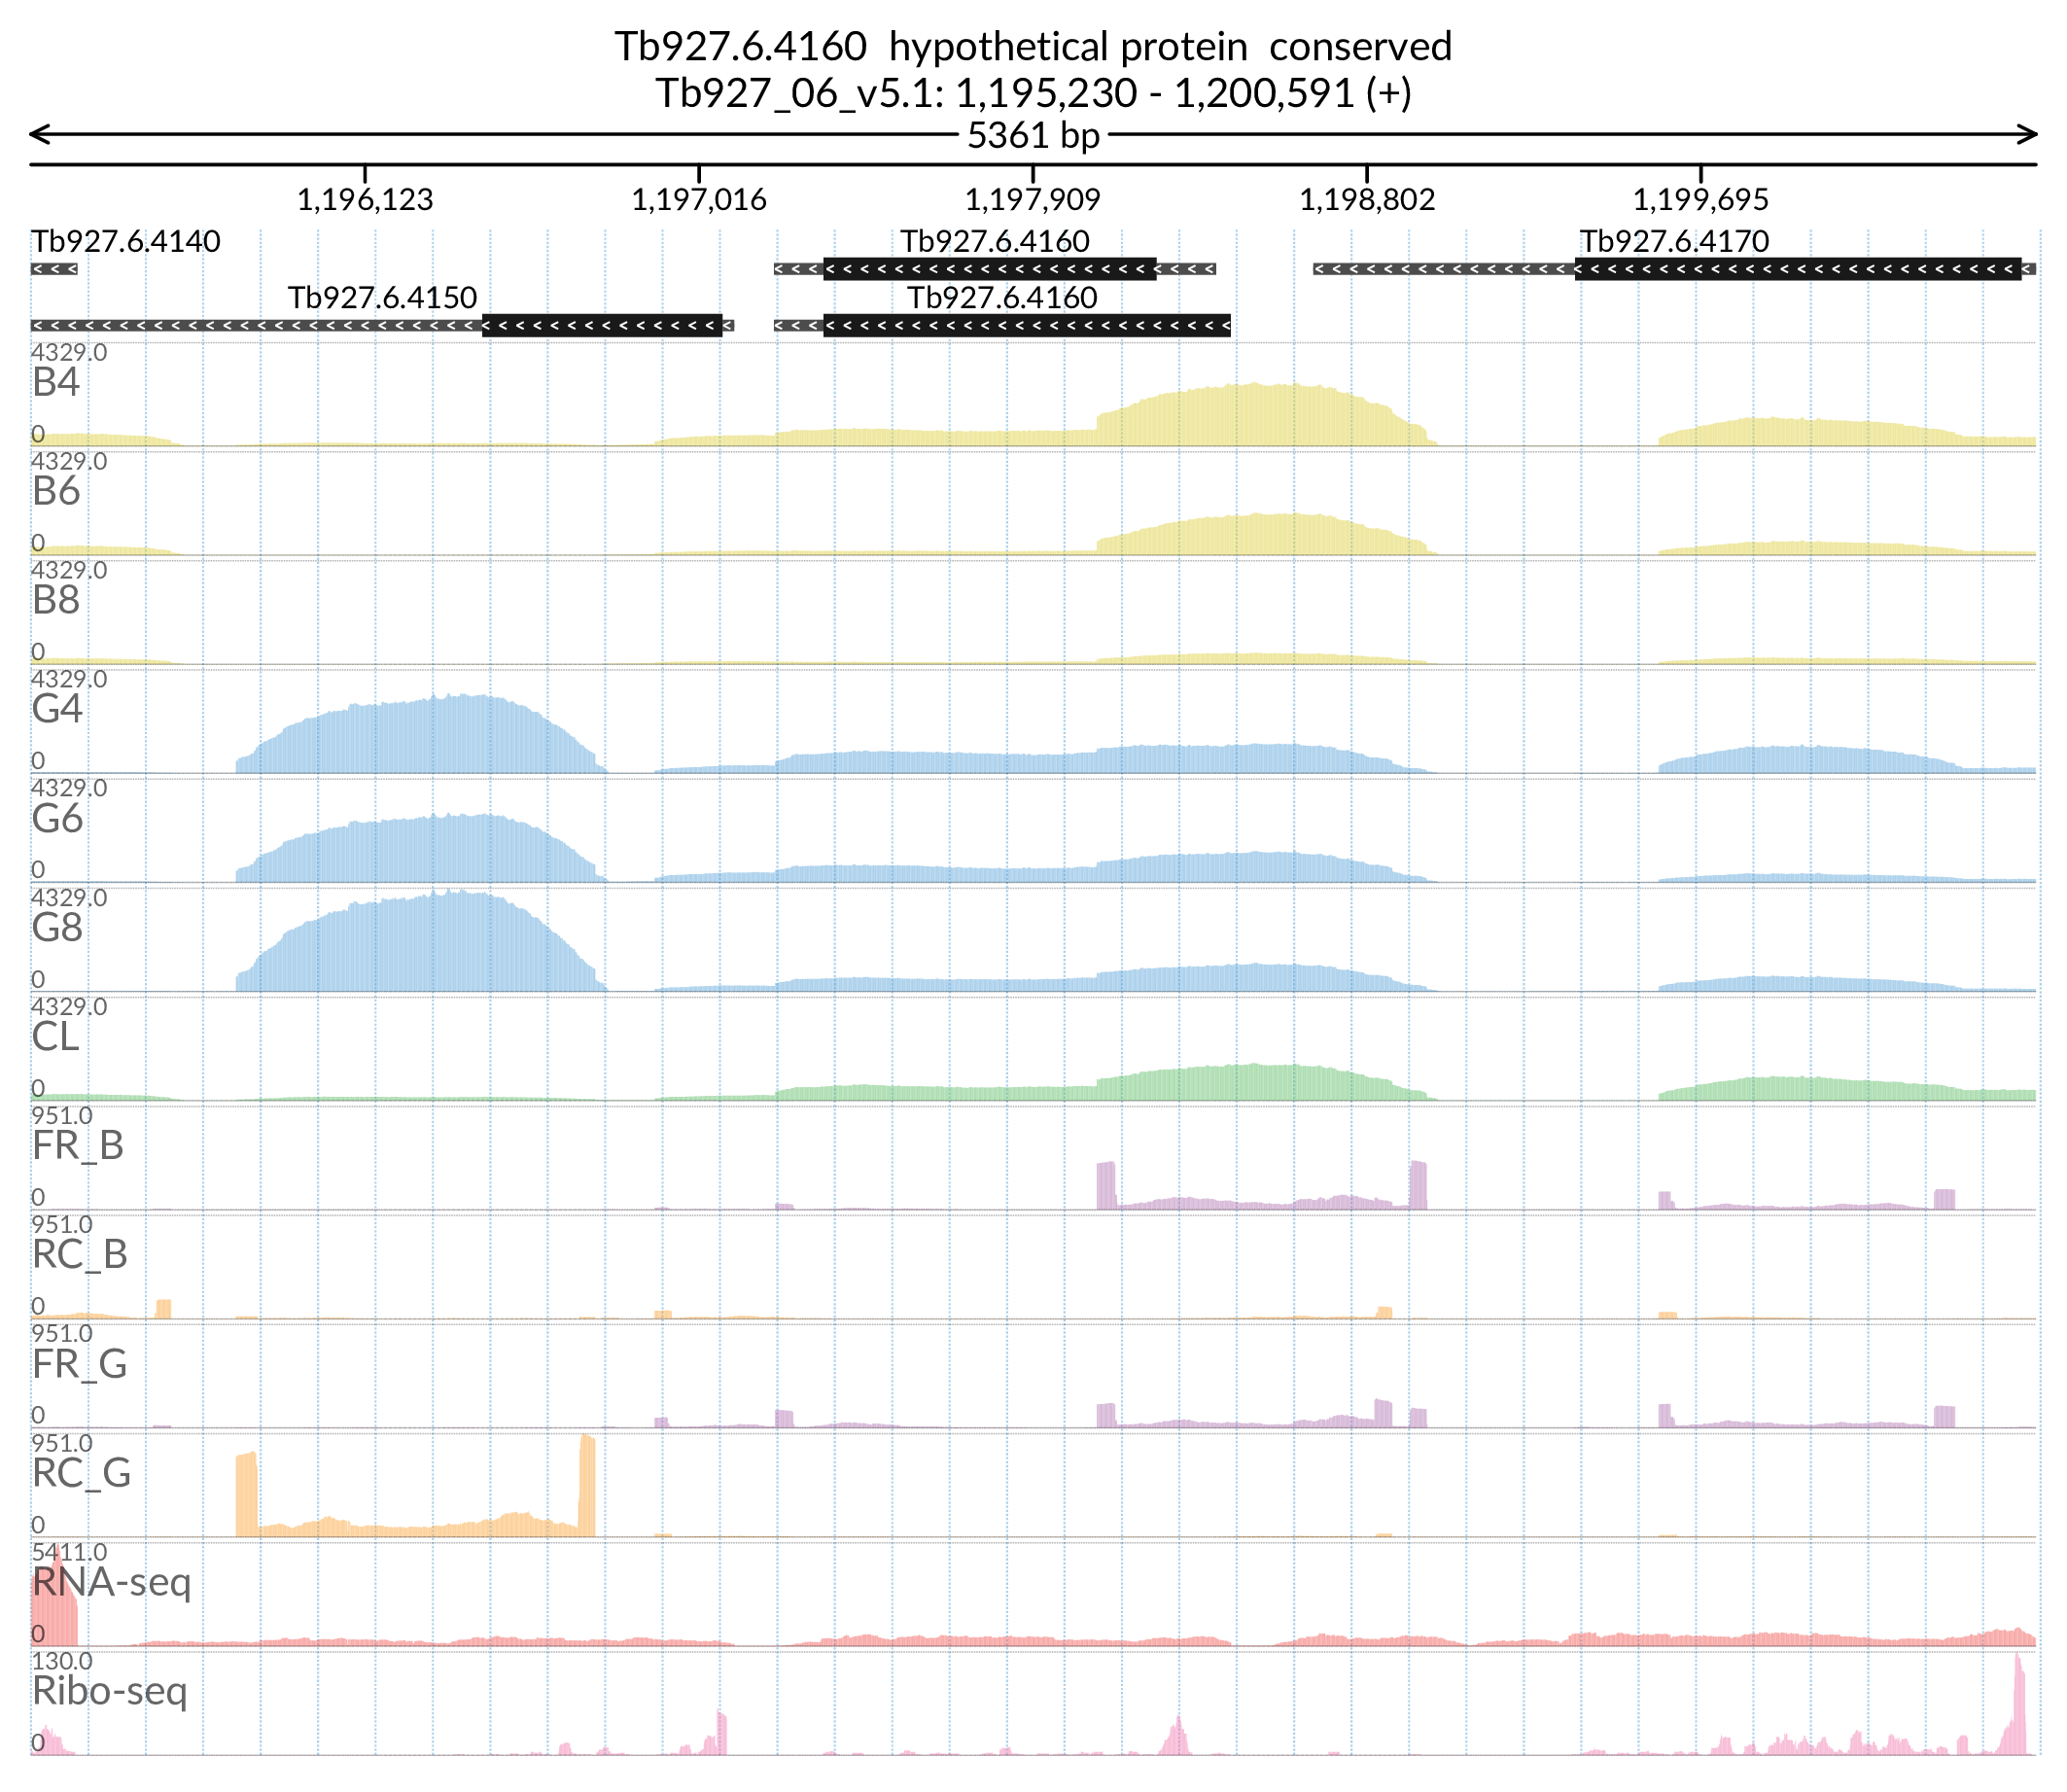 Tb927.6.4160  hypothetical protein  conserved
Tb927_06_v5.1: 1,195,230 - 1,200,591 (+)
5361 bp
1,196,123 1,197,016 1,197,909 1,198,802 1,199,695
Tb927.6.4140 Tb927.6.4160 Tb927.6.4170
Tb927.6.4150 Tb927.6.4160
4329.0
B4
0
4329.0
B6
0
4329.0
B8
0
4329.0
G4
0
4329.0
G6
0
4329.0
G8
0
4329.0
CL
0
951.0
FR_B
0
951.0
RC_B
0
951.0
FR_G
0
951.0
RC_G
0
5411.0
RNA-seq
0
130.0
Ribo-seq
0